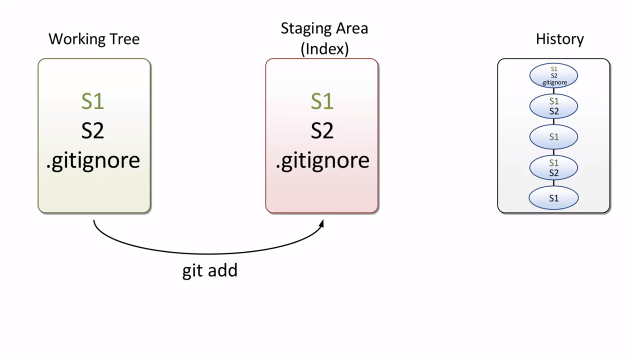 Working Tree
Staging Area
(Index)
History
S1
S2
.gitignore
S1
S2
.gitignore
S1
S2
.gitignore
S1
S2
S1
S1
S2
S1
git add